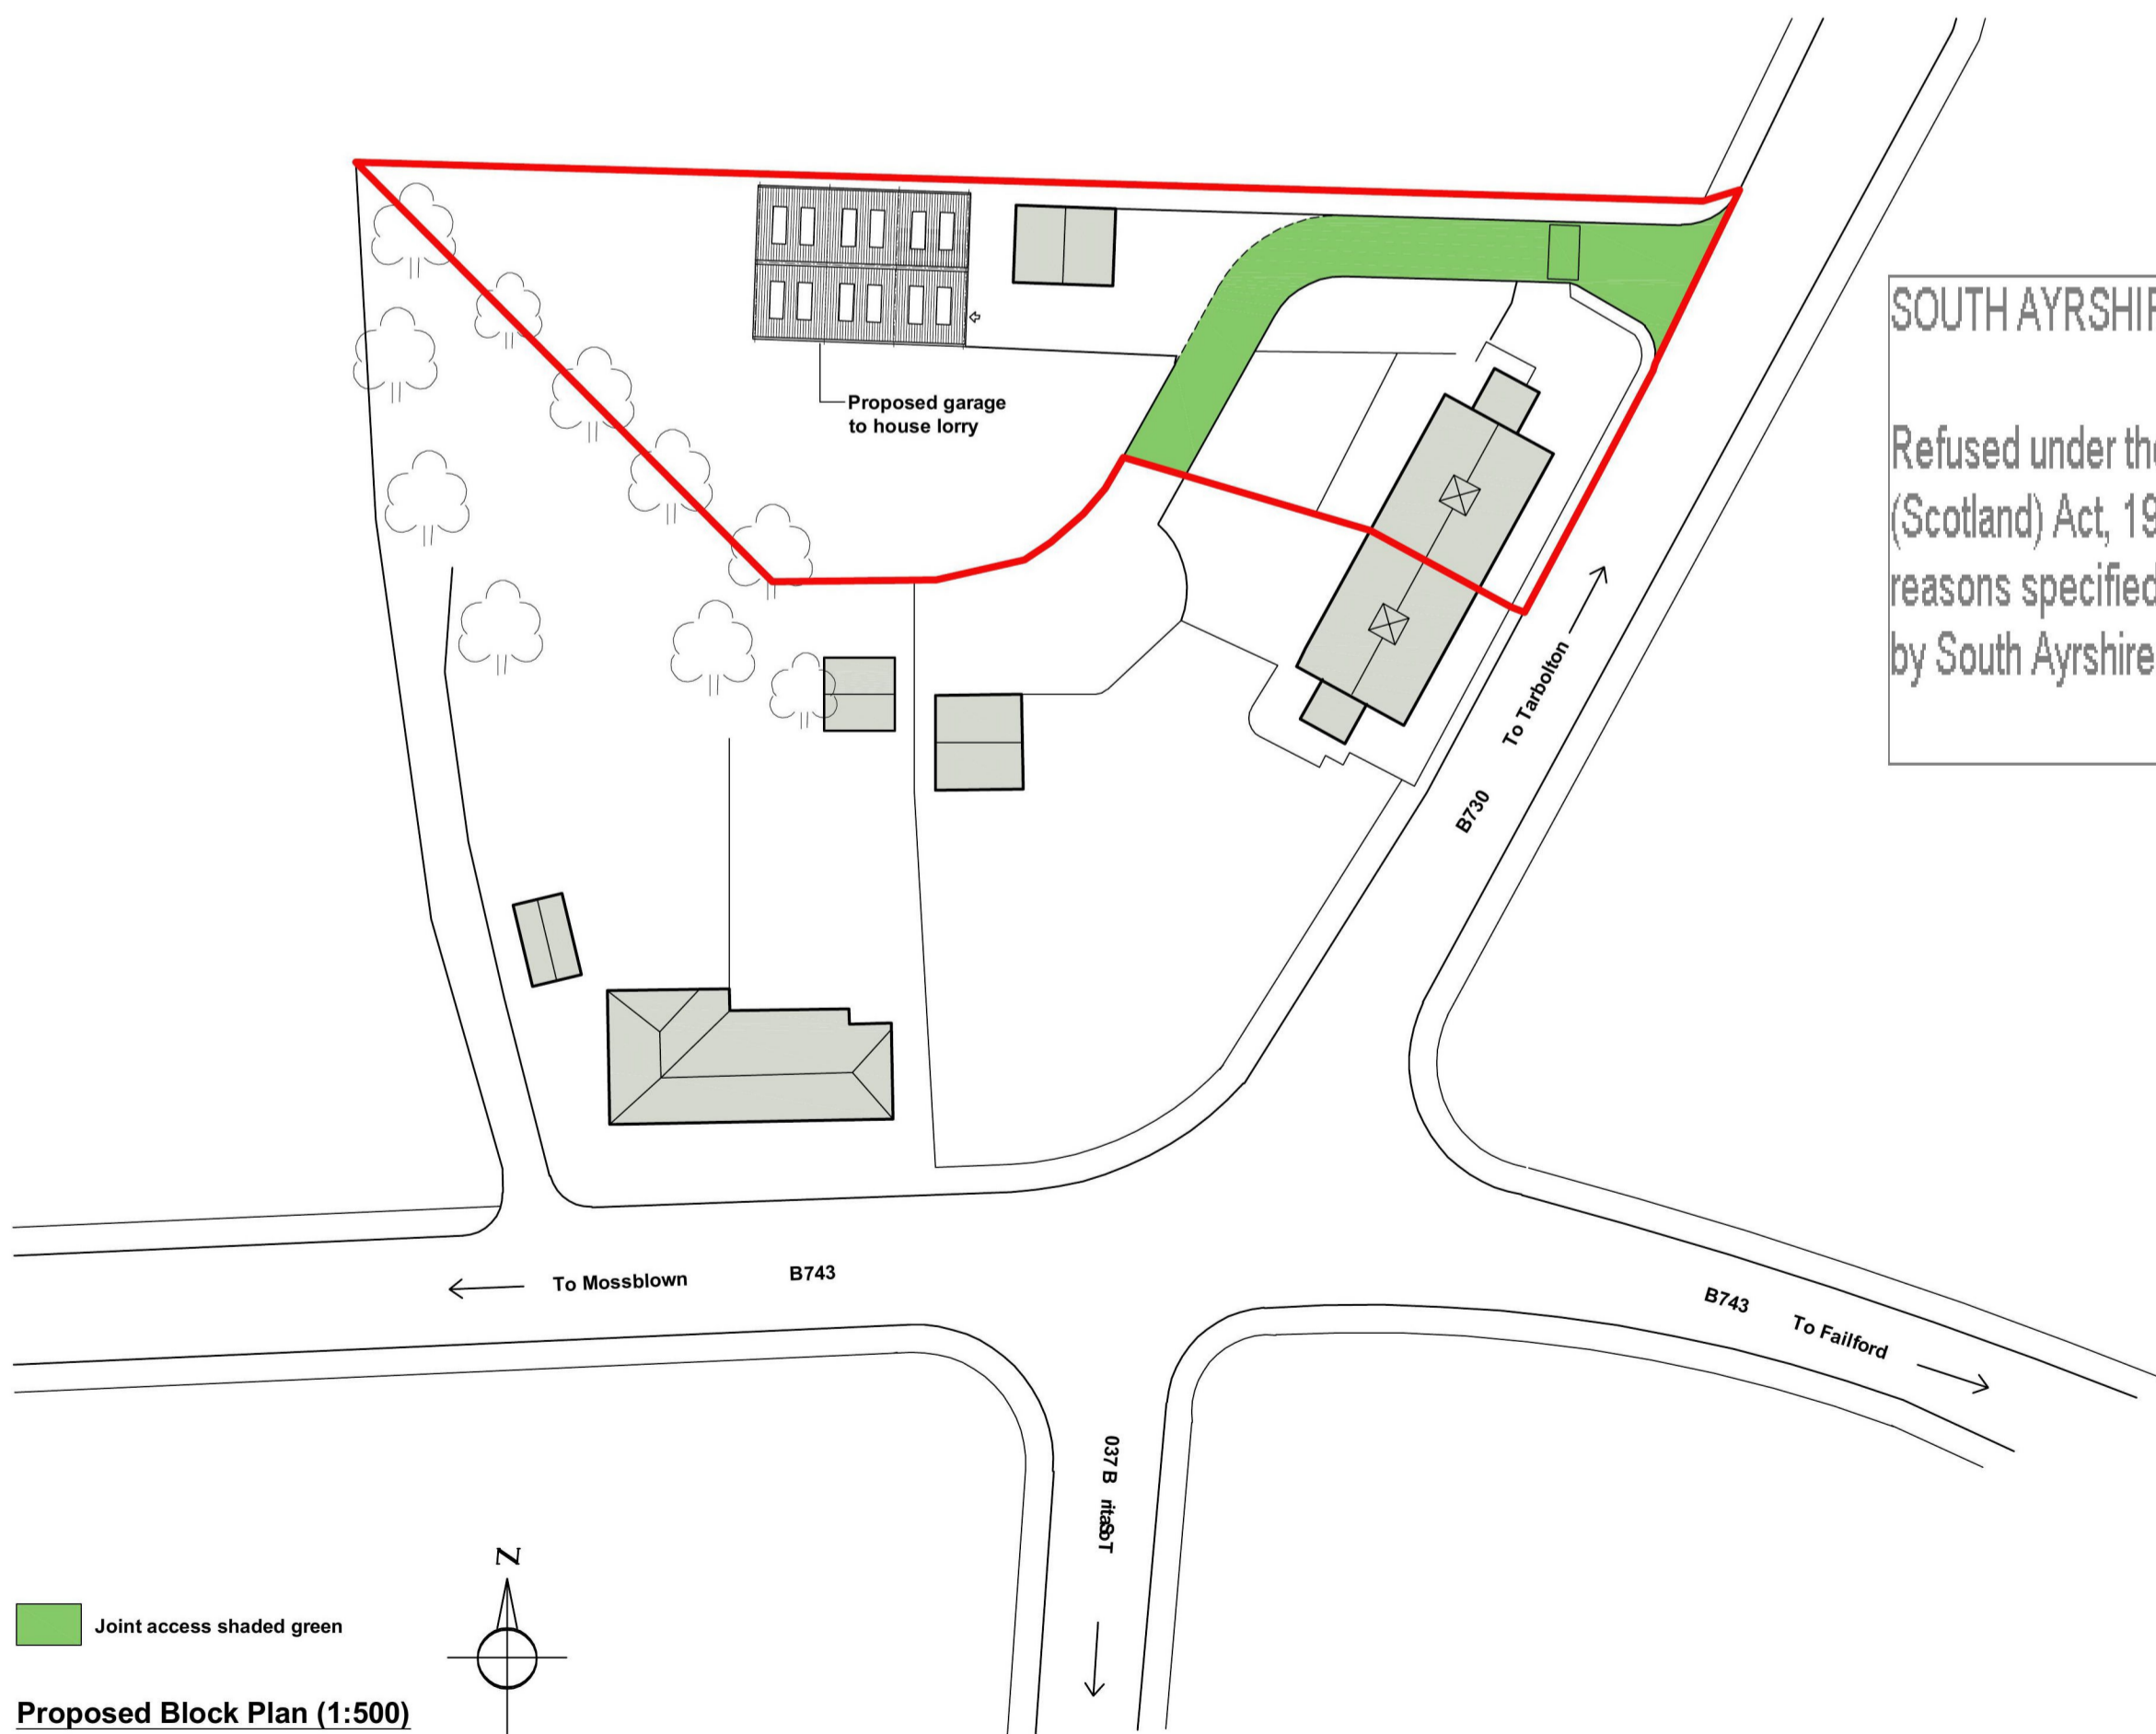 Proposed garage
to house lorry
SOUTH AYRSHIR
Refused under the
(Scotland) Act, 19
reasons specified
by South Ayrshire
To Tarbolton
B730
To Mossblown
B743
B743
To Failford
N
Joint access shaded green
Proposed Block Plan (1:500)